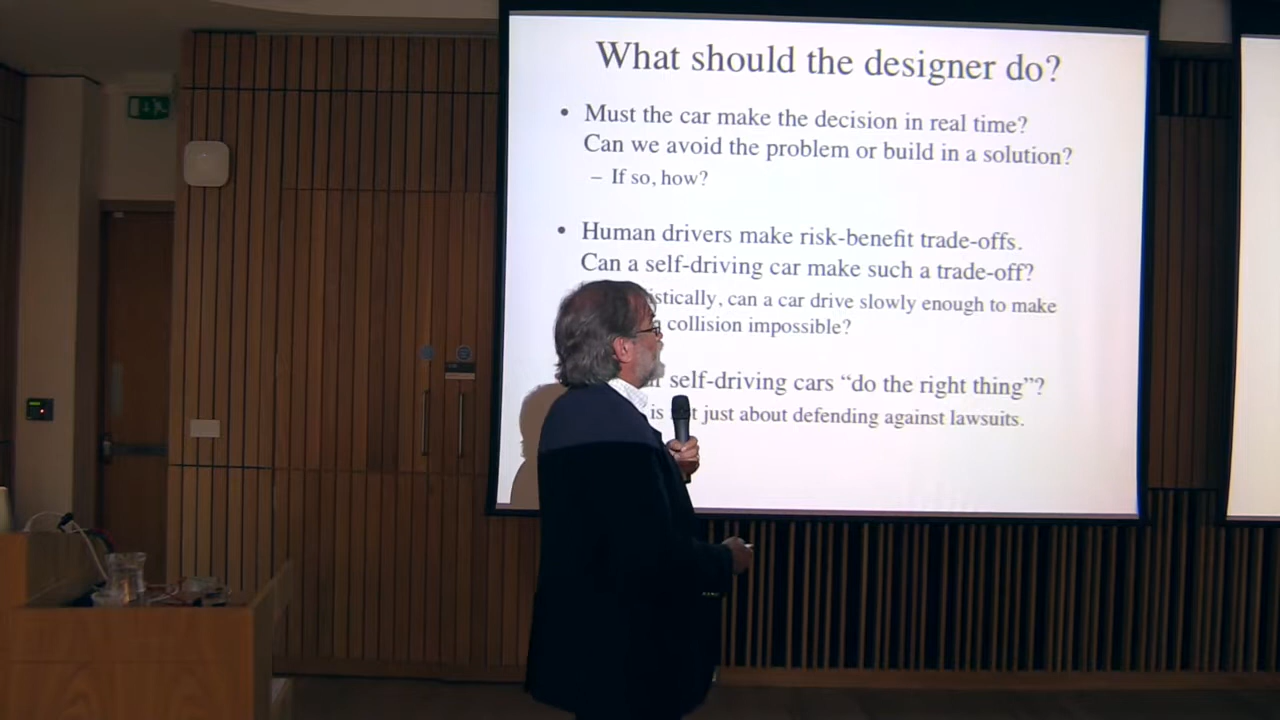 What should the designer do?
• Must the car make the decision in real time?
Can we avoid the problem or build in a solution?
– If so, how?
• Human drivers make risk-benefit trade-offs.
Can a self-driving car make such a trade-off?
can a car drive slowly enough to make
collision impossible?
self-driving cars “do the right thing”?
is just about defending against lawsuits.